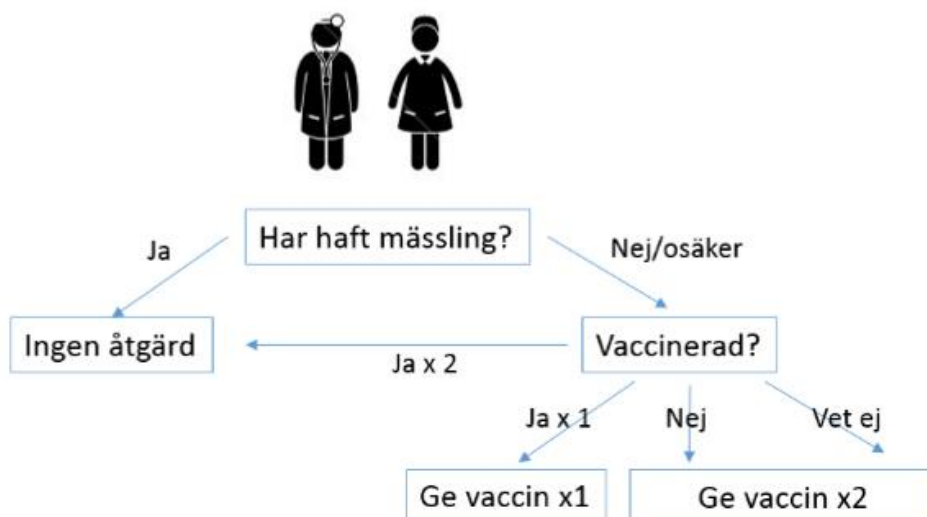 Har haft mässling?
Ja
Nej/osäker
Ingen åtgärd
Vaccinerad?
Ja x 2
Ja x 1
Nej
Vet ej
Ge vaccin x1
Ge vaccin x2